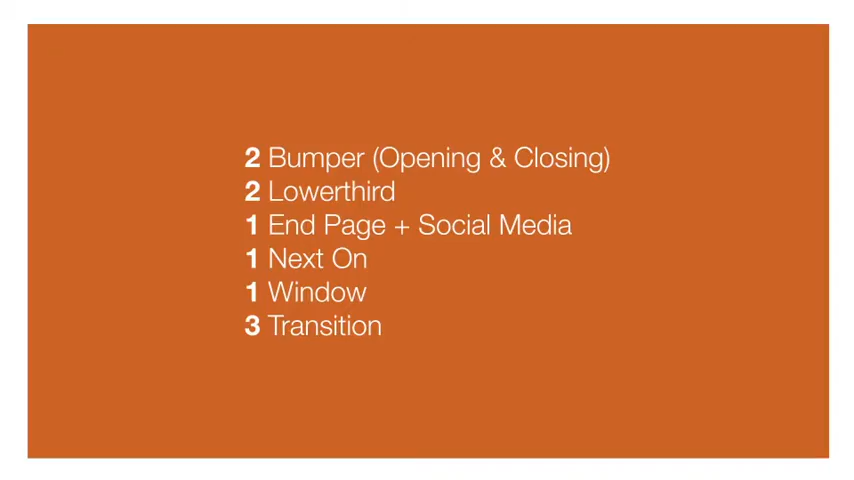 2 Bumper (Opening & Closing)
2 Lowerthird
1 End Page + Social Media
1 Next On
1 Window
3 Transition